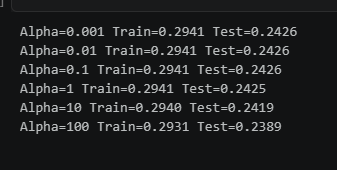 Alpha=0.001 Train=0.2941 Test=0.2426
Alpha=0.01 Train=0.2941 Test=0.2426
Alpha=0.1 Train=0.2941 Test=0.2426
Alpha=1 Train=0.2941 Test=0.2425
Alpha=10 Train=0.2940 Test=0.2419
Alpha=100 Train=0.2931 Test=0.2389